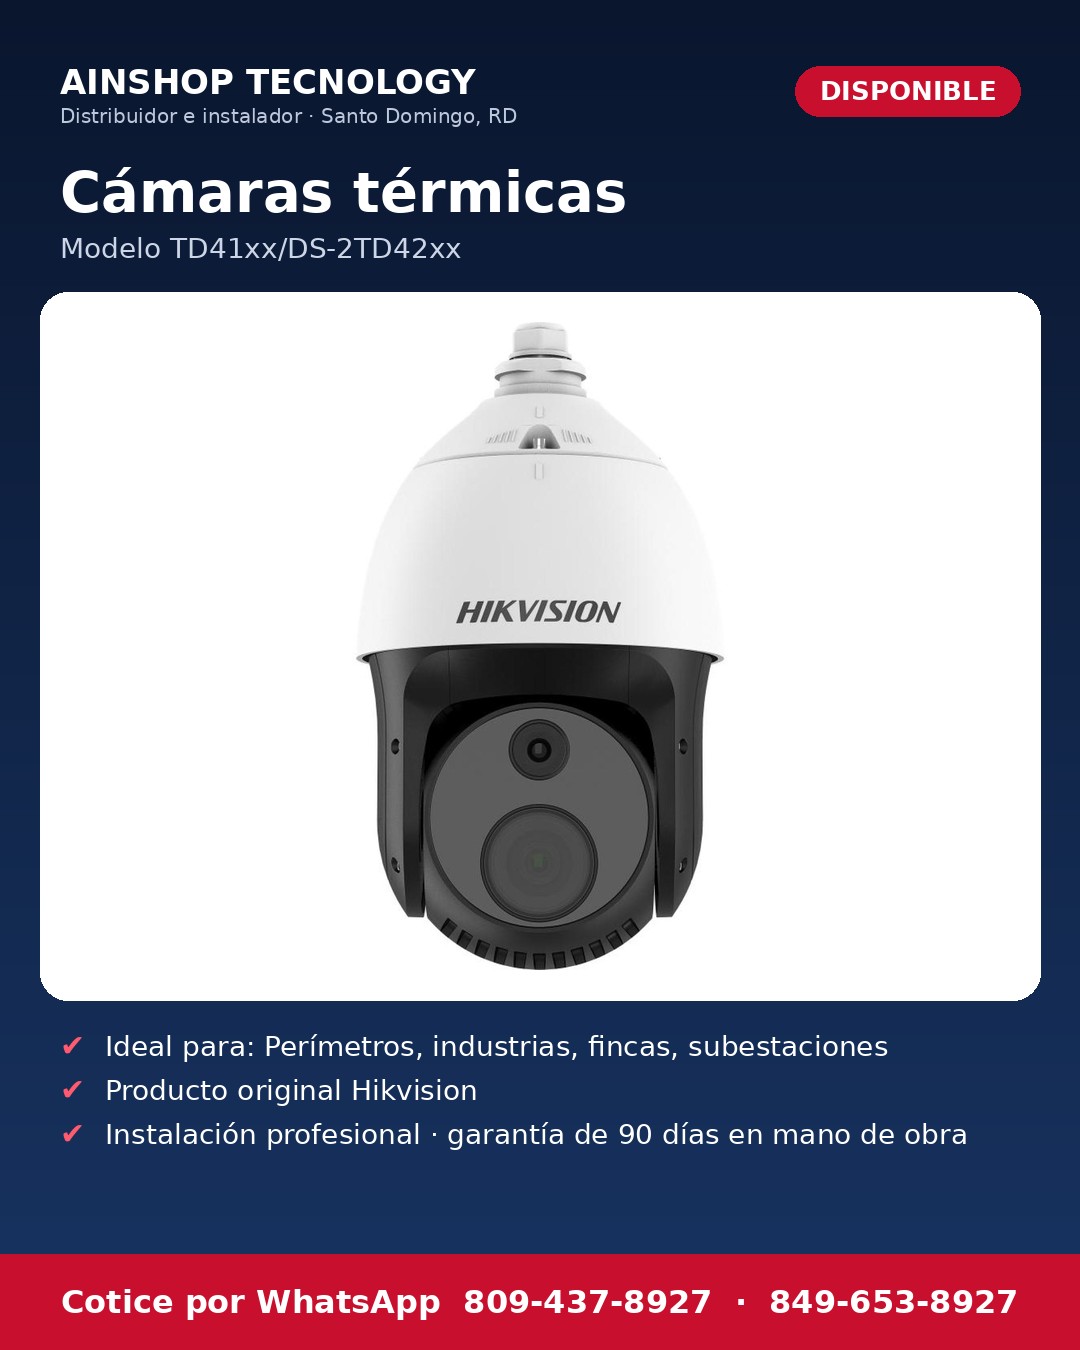 AINSHOP TECNOLOGY
DISPONIBLE
Distribuidor e instalador · Santo Domingo, RD
Cámaras térmicas
Modelo TD41xx/DS-2TD42xx
HIKVISION
✔ Ideal para: Perímetros, industrias, fincas, subestaciones
✔ Producto original Hikvision
✔ Instalación profesional · garantía de 90 días en mano de obra
Cotice por WhatsApp 809-437-8927 · 849-653-8927